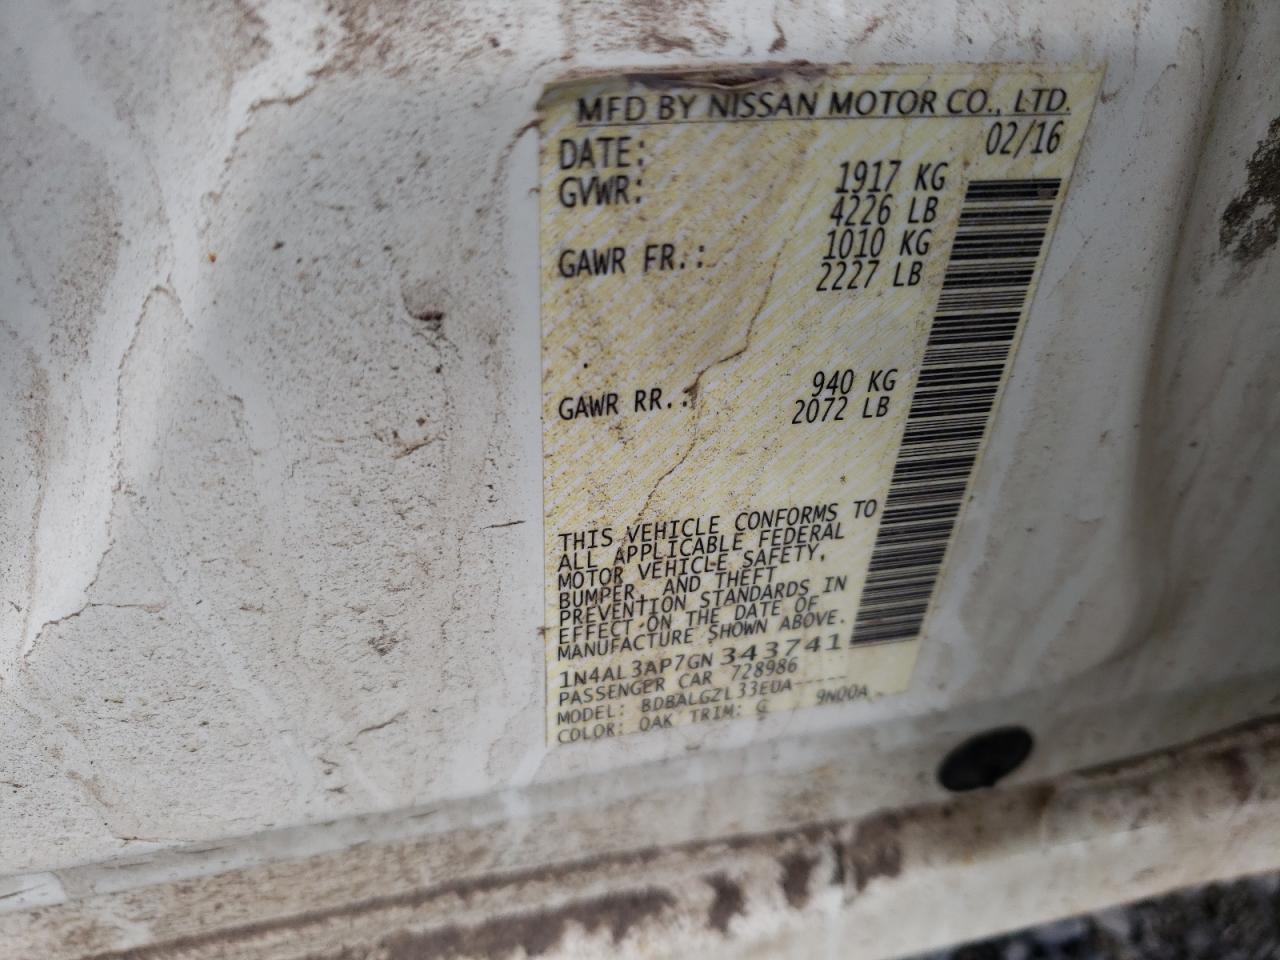 MFD BY NISSAN MOTOR CO., LTD.
DATE: 02/16
GVWR: 1917 KG
4226 LB
GAWR FR.: 1010 KG
2227 LB
GAWR RR.: 940 KG
2072 LB
THIS VEHICLE CONFORMS TO
ALL APPLICABLE FEDERAL
MOTOR VEHICLE SAFETY,
BUMPER, AND THEFT
PREVENTION STANDARDS IN
EFFECT ON THE DATE OF
MANUFACTURE SHOWN ABOVE.
1N4AL3AP7GN 343741
PASSENGER CAR 728986
MODEL: BDBALGZL33EUA-----
COLOR: QAK TRIM: G 9N00A